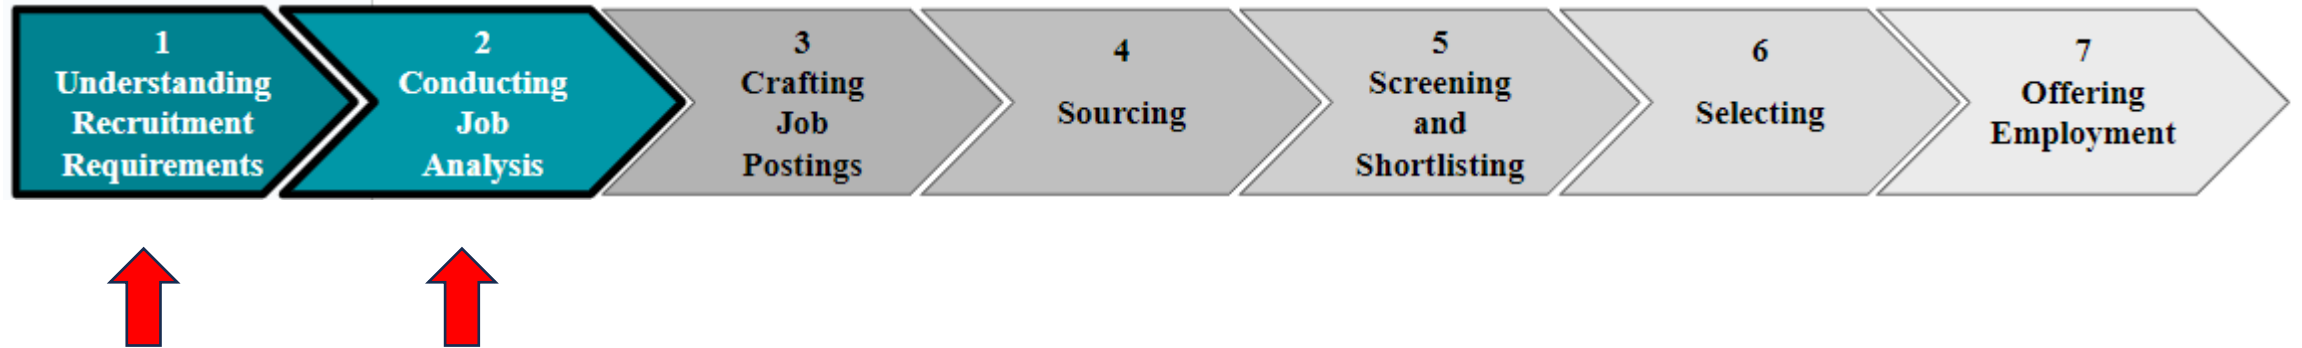 1
Understanding
Recruitment
Requirements
2
Conducting
Job
Analysis
3
Crafting
Job
Postings
4
Sourcing
5
Screening
and
Shortlisting
6
Selecting
7
Offering
Employment